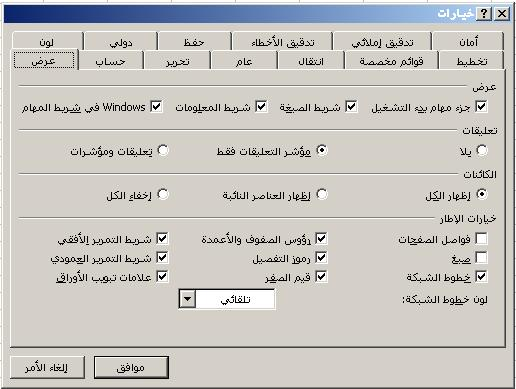 خيارات
أمان تدقيق إملائي تدقيق الأخطاء حفظ دولي لون
تخطيط قوائم مخصصة انتقال عام تحرير حساب عرض
عرض
جزء مهام بدء التشغيل شريط الصيغة شريط المعلومات Windows في شريط المهام
تعليقات
بلا مؤشر التعليقات فقط تعليقات ومؤشرات
الكائنات
إظهار الكل إظهار العناصر النائبة إخفاء الكل
خيارات الإطار
فواصل الصفحات رؤوس الصفوف والأعمدة شريط التمرير الأفقي
صيغ رموز التفصيل شريط التمرير العمودي
خطوط الشبكة قيم الصفر علامات تبويب الأوراق
لون خطوط الشبكة: تلقائي
موافق إلغاء الأمر